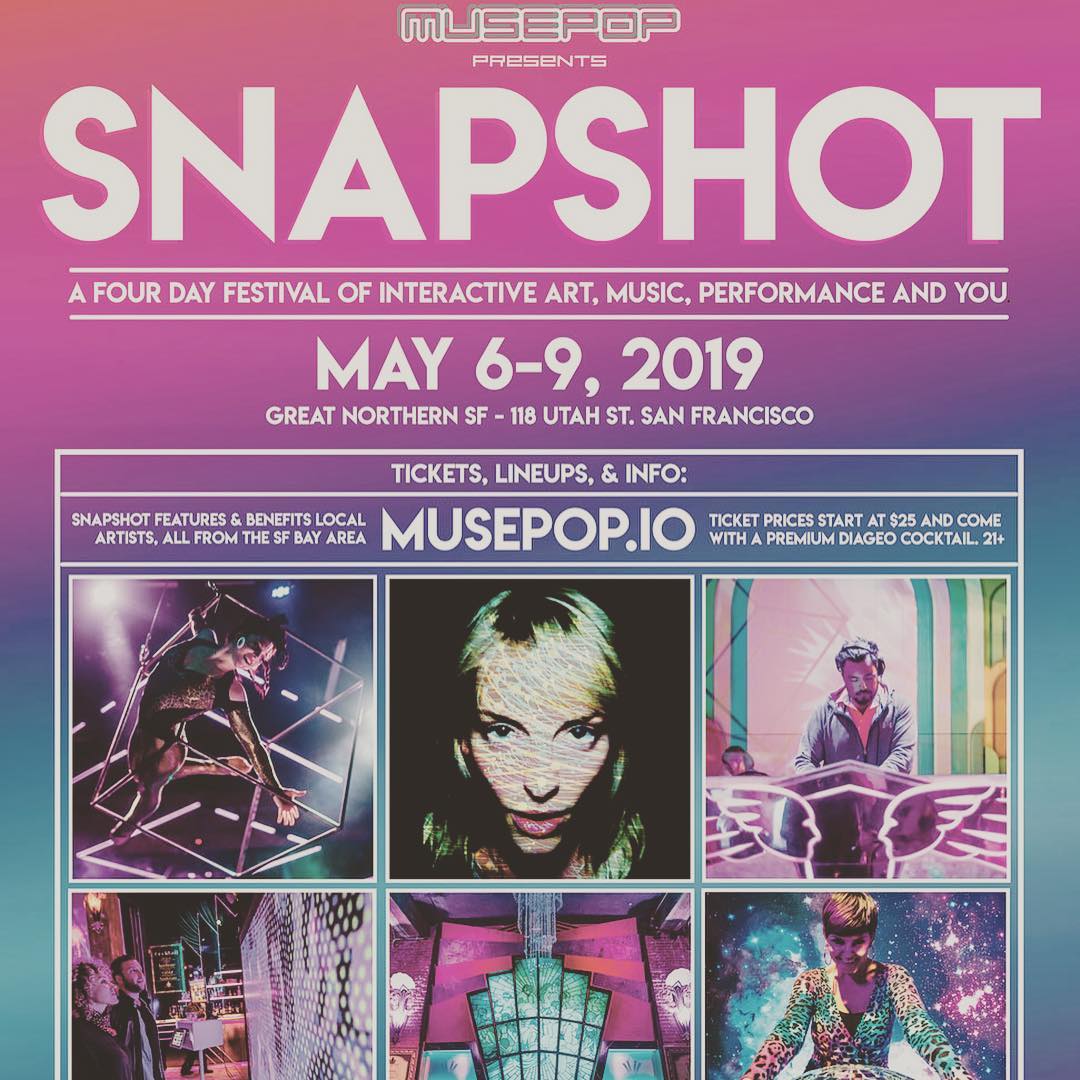 MUSEPOP
PRESENTS
SNAPSHOT
A FOUR DAY FESTIVAL OF INTERACTIVE ART, MUSIC, PERFORMANCE AND YOU.
MAY 6-9, 2019
GREAT NORTHERN SF - 118 UTAH ST. SAN FRANCISCO
TICKETS, LINEUPS, & INFO:
SNAPSHOT FEATURES & BENEFITS LOCAL
ARTISTS, ALL FROM THE SF BAY AREA
MUSEPOP.IO
TICKET PRICES START AT $25 AND COME
WITH A PREMIUM DIAGEO COCKTAIL. 21+